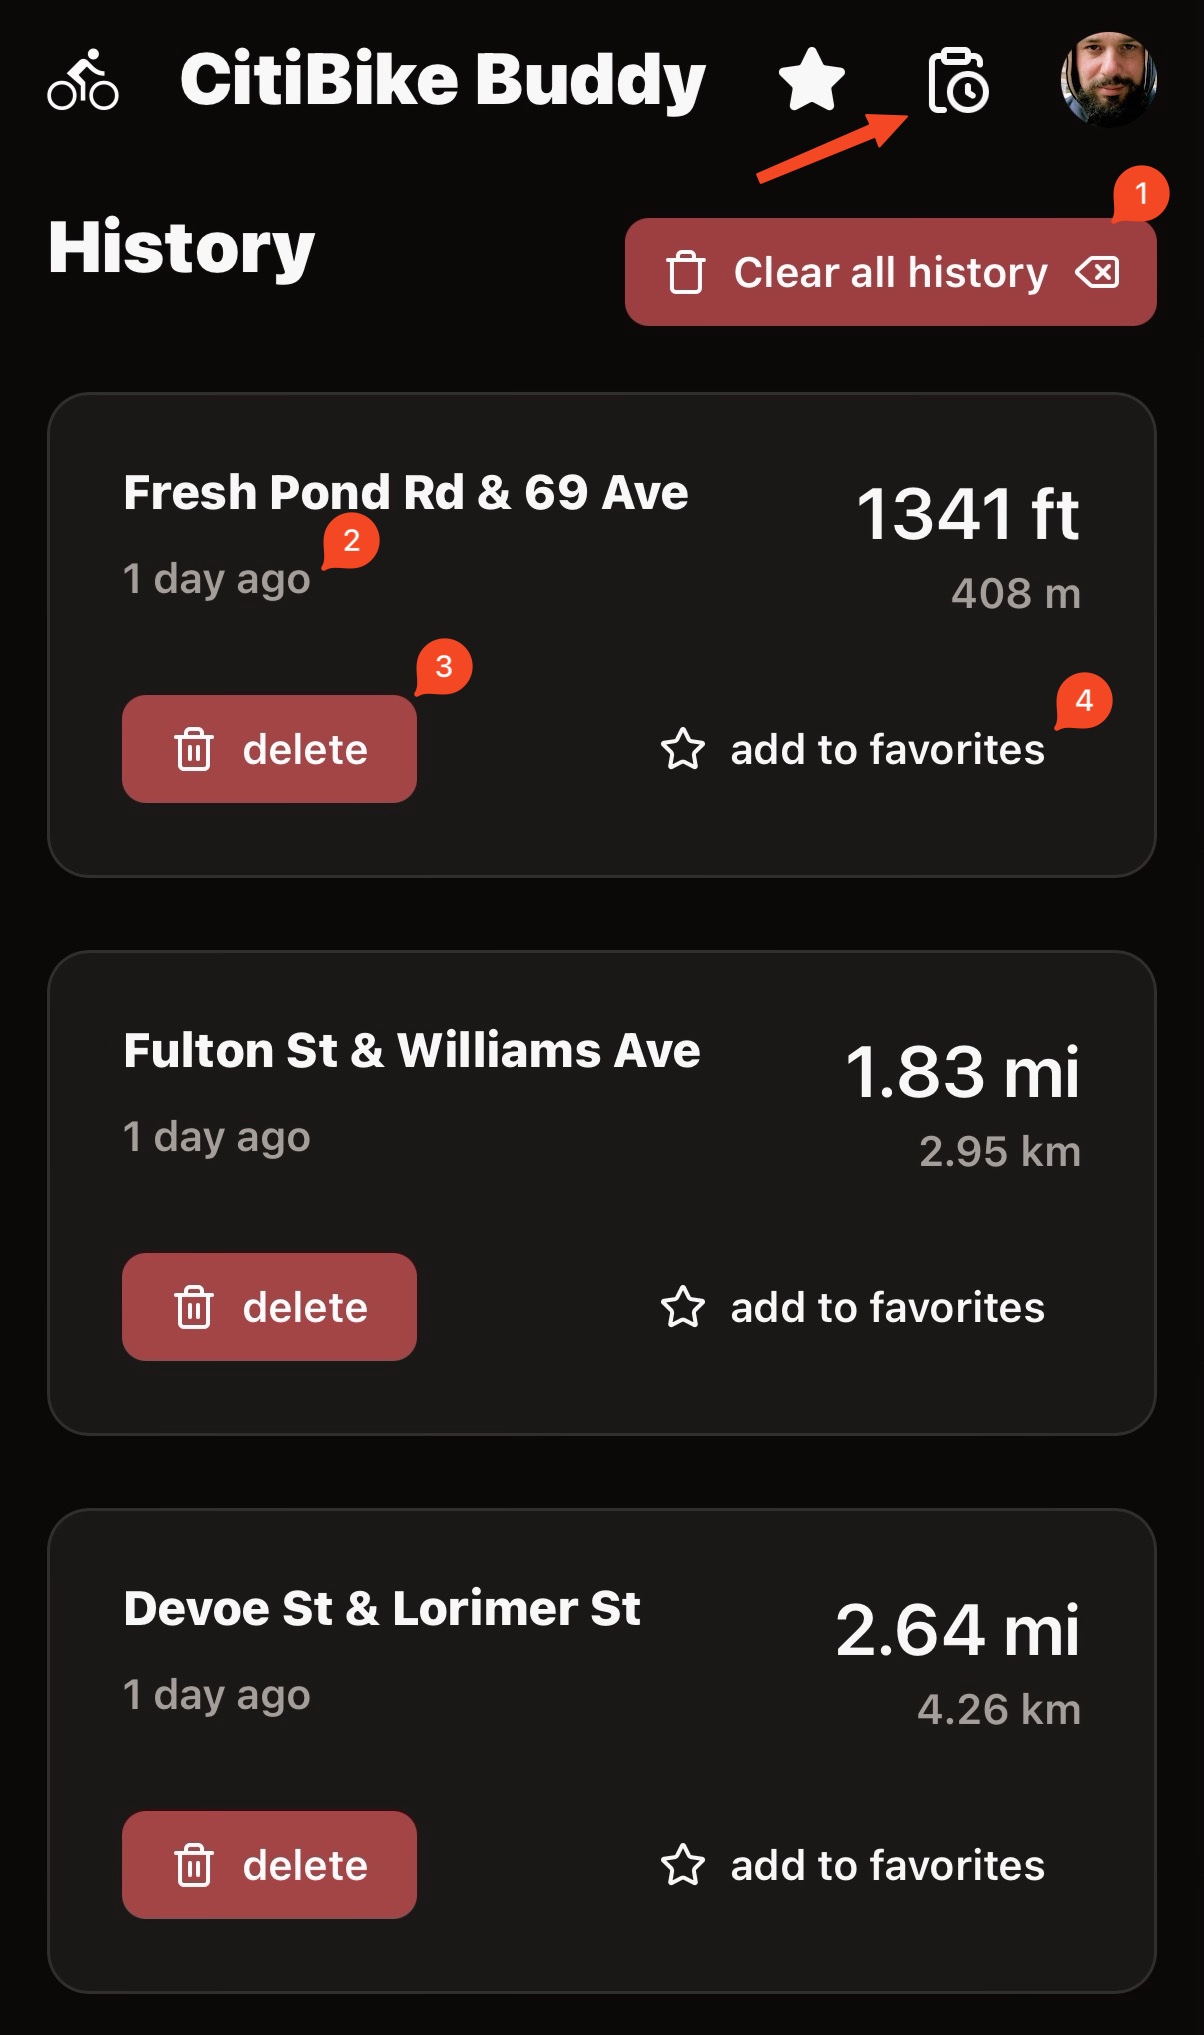 CitiBike Buddy
1
History
Clear all history
Fresh Pond Rd & 69 Ave
1341 ft
2
1 day ago
408 m
3
4
delete
add to favorites
Fulton St & Williams Ave
1.83 mi
1 day ago
2.95 km
delete
add to favorites
Devoe St & Lorimer St
2.64 mi
1 day ago
4.26 km
delete
add to favorites